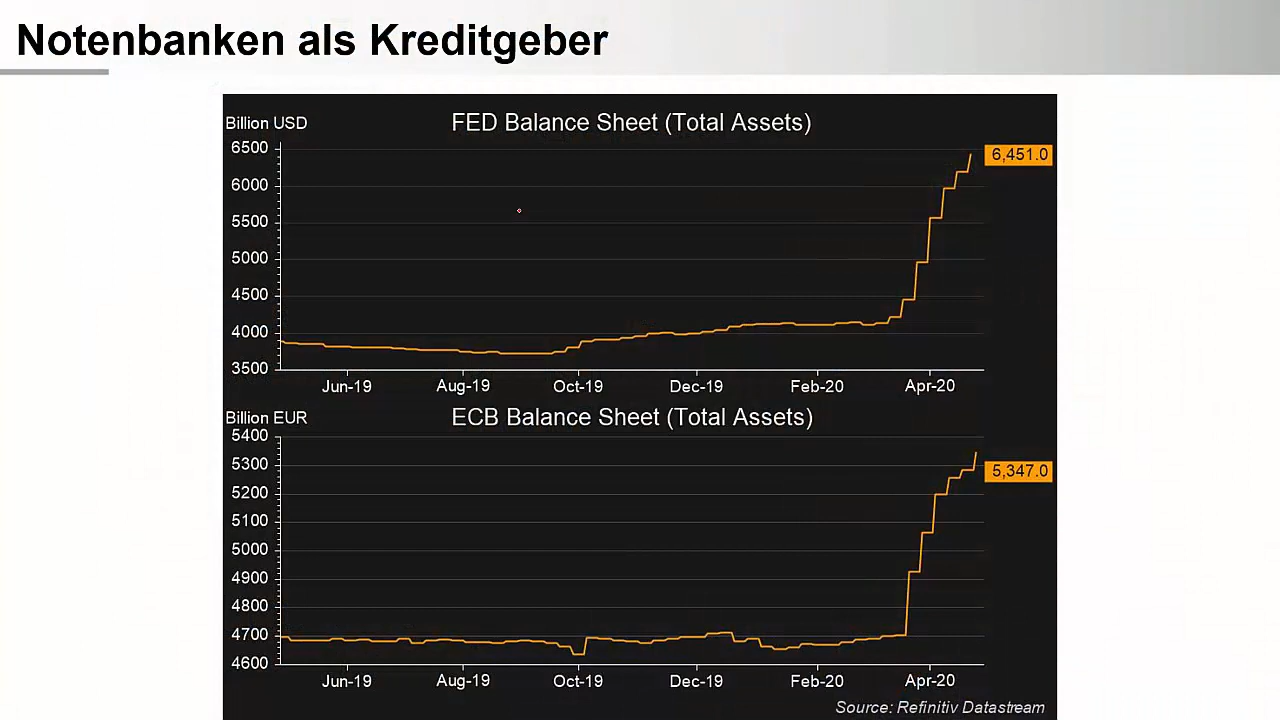 Notenbanken als Kreditgeber
Billion USD
FED Balance Sheet (Total Assets)
6500
6,451.0
6000
5500
5000
4500
4000
3500
Jun-19 Aug-19 Oct-19 Dec-19 Feb-20 Apr-20
Billion EUR
ECB Balance Sheet (Total Assets)
5400
5300
5,347.0
5200
5100
5000
4900
4800
4700
4600
Jun-19 Aug-19 Oct-19 Dec-19 Feb-20 Apr-20
Source: Refinitiv Datastream